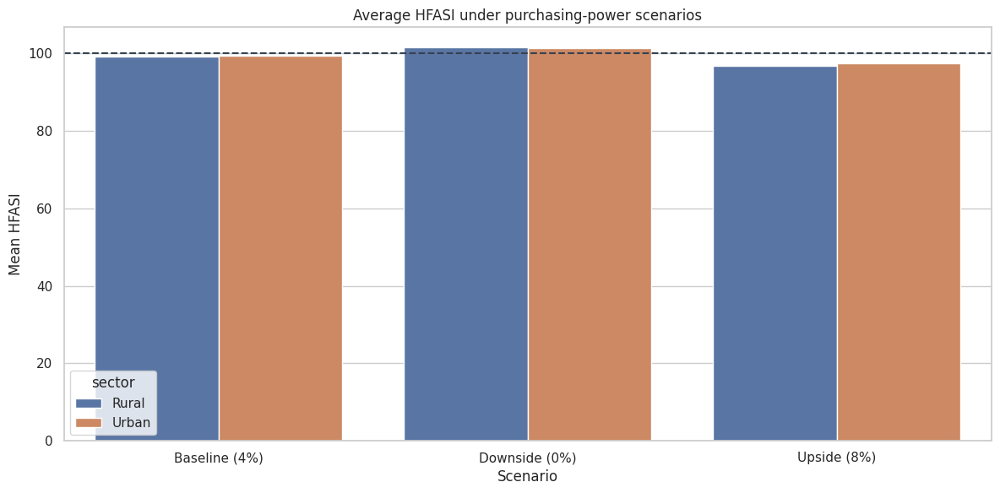 Average HFASI under purchasing-power scenarios
Mean HFASI
100
80
60
40
20
0
sector
Rural
Urban
Baseline (4%)
Downside (0%)
Upside (8%)
Scenario